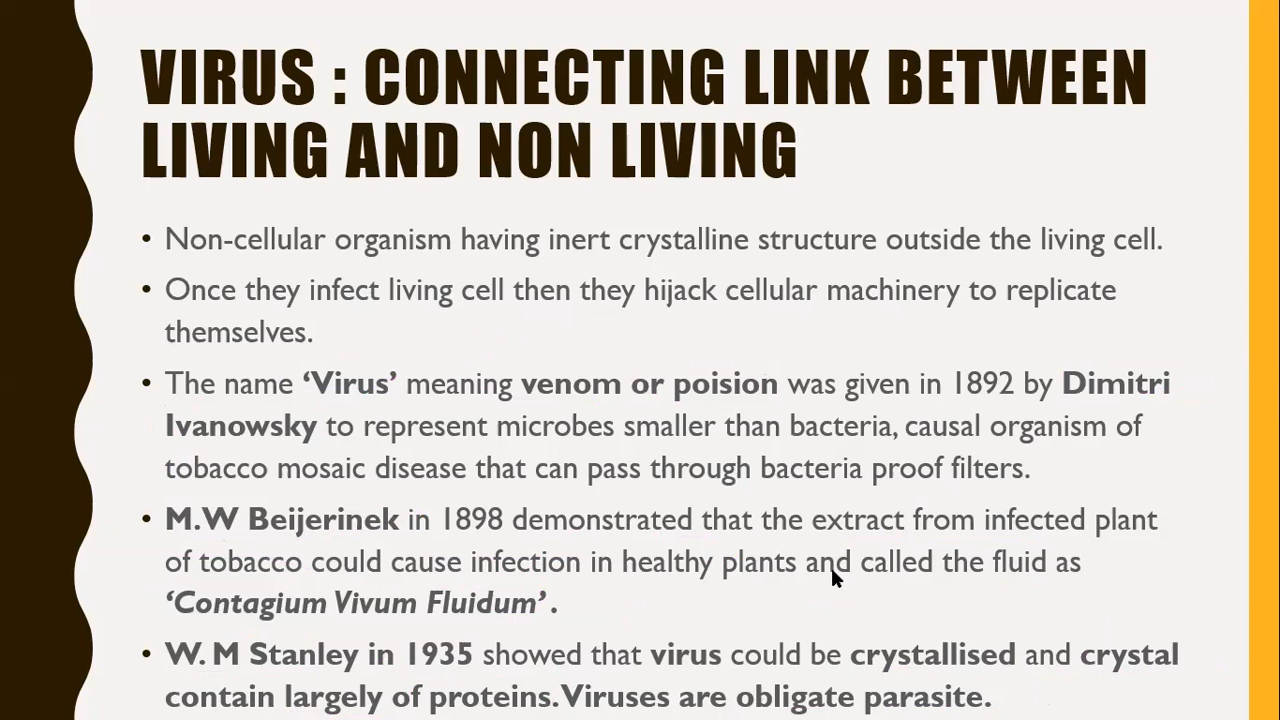 VIRUS : CONNECTING LINK BETWEEN
LIVING AND NON LIVING
• Non-cellular organism having inert crystalline structure outside the living cell.
• Once they infect living cell then they hijack cellular machinery to replicate
themselves.
• The name ‘Virus’ meaning venom or poision was given in 1892 by Dimitri
Ivanowsky to represent microbes smaller than bacteria, causal organism of
tobacco mosaic disease that can pass through bacteria proof filters.
• M.W Beijerinek in 1898 demonstrated that the extract from infected plant
of tobacco could cause infection in healthy plants and called the fluid as
‘Contagium Vivum Fluidum’ .
• W. M Stanley in 1935 showed that virus could be crystallised and crystal
contain largely of proteins. Viruses are obligate parasite.